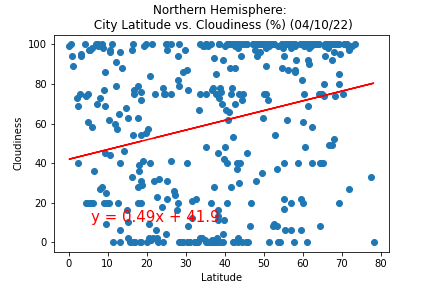 Northern Hemisphere:
City Latitude vs. Cloudiness (%) (04/10/22)
100
80
60
40
20
0
Cloudiness
y = 0.49x + 41.9
0 10 20 30 40 50 60 70 80
Latitude